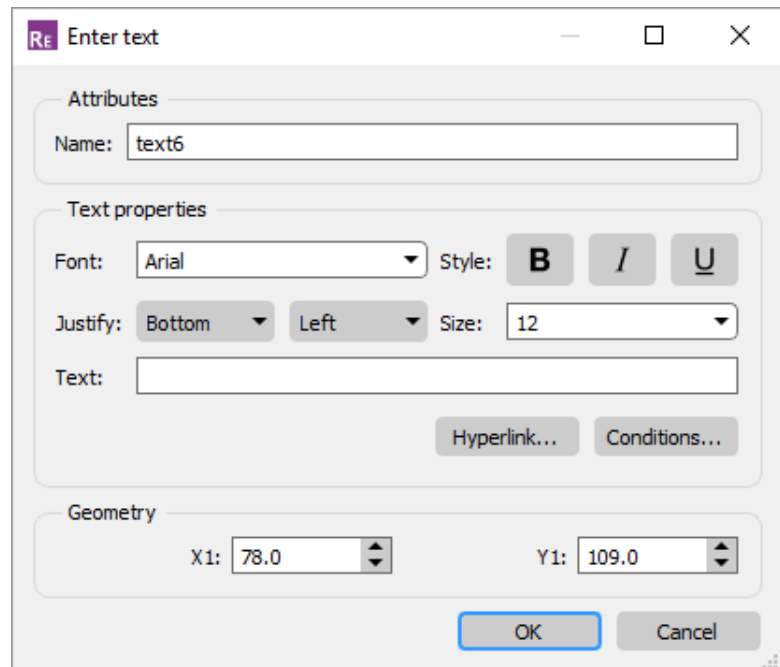 RE Enter text
Attributes
Name: text6
Text properties
Font: Arial Style: B I U
Justify: Bottom Left Size: 12
Text:
Hyperlink... Conditions...
Geometry
X1: 78.0 Y1: 109.0
OK Cancel